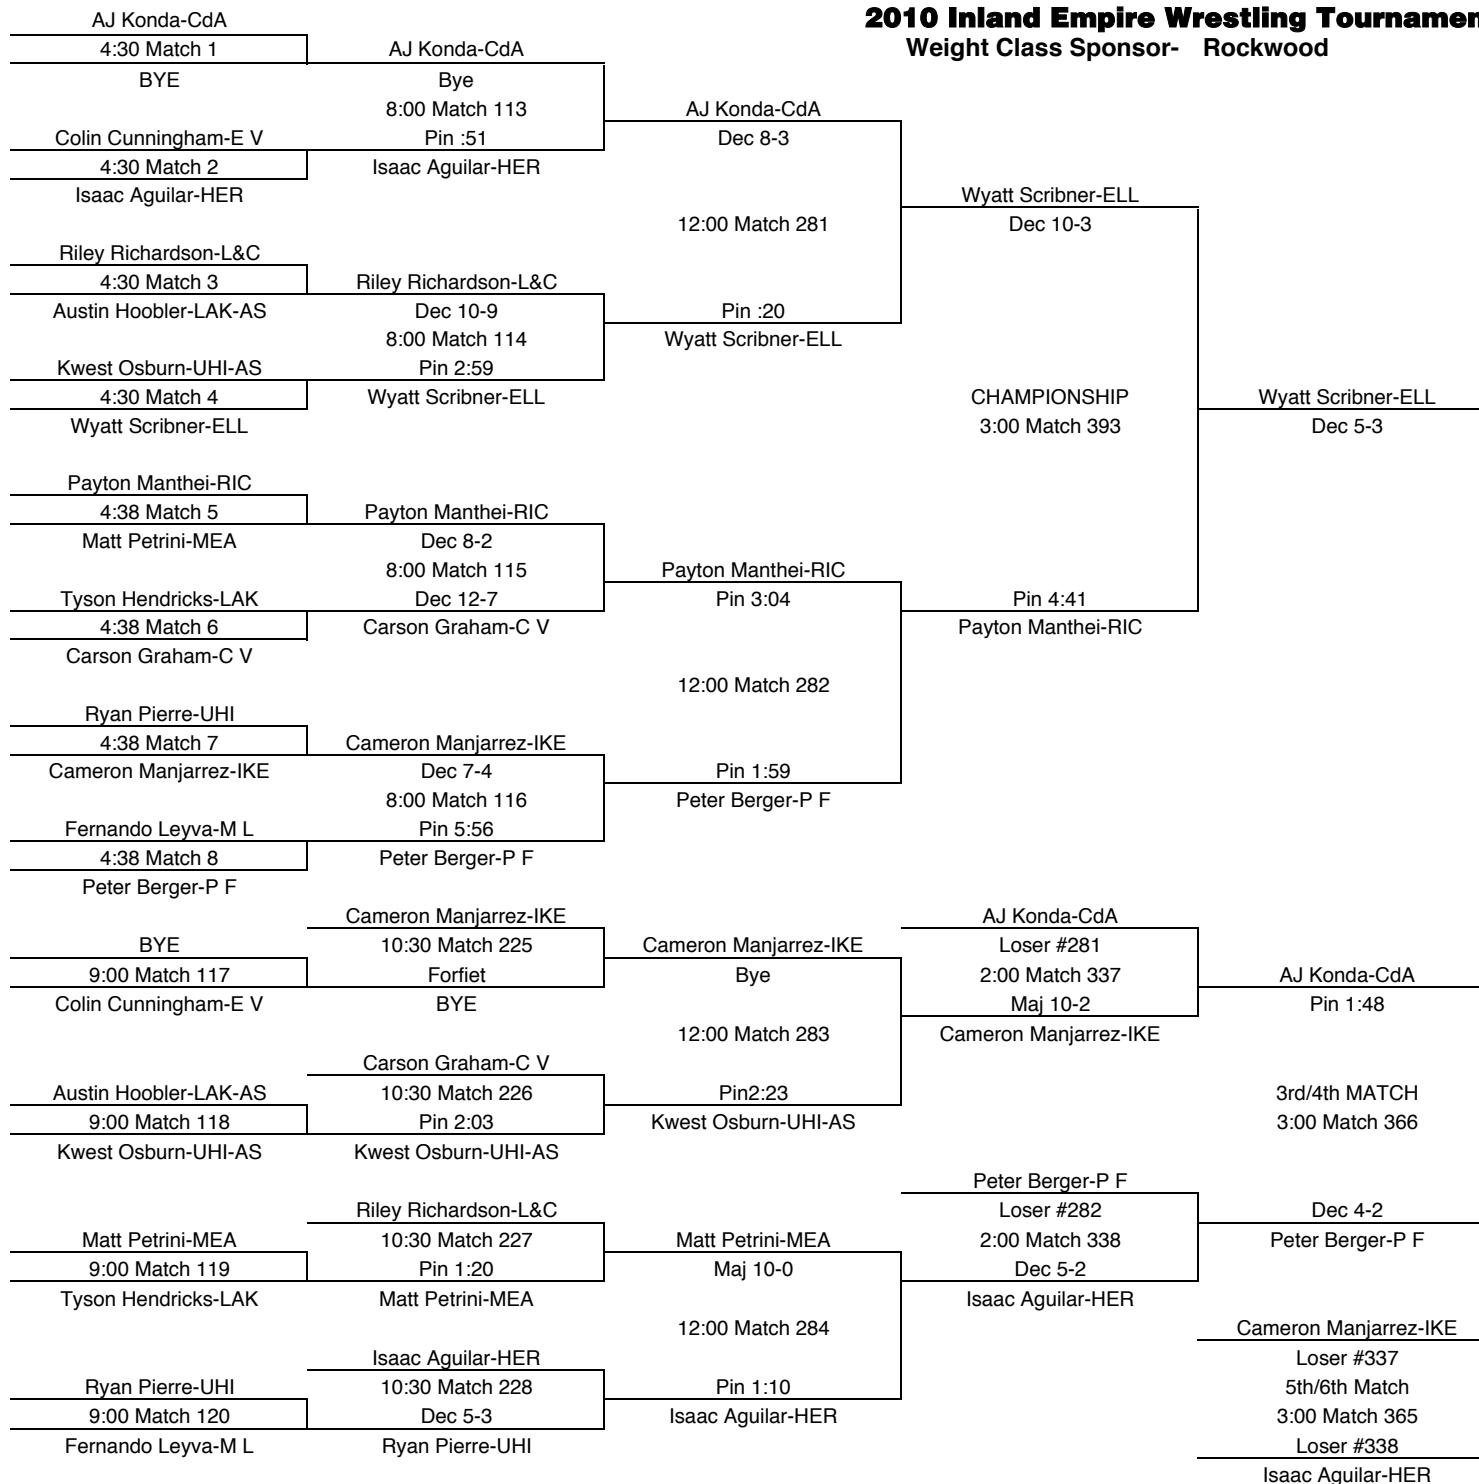 2010 Inland Empire Wrestling Tournamen
Weight Class Sponsor- Rockwood
AJ Konda-CdA
4:30 Match 1
BYE
Colin Cunningham-E V
4:30 Match 2
Isaac Aguilar-HER
Riley Richardson-L&C
4:30 Match 3
Austin Hoobler-LAK-AS
Kwest Osburn-UHI-AS
4:30 Match 4
Wyatt Scribner-ELL
Payton Manthei-RIC
4:38 Match 5
Matt Petrini-MEA
Tyson Hendricks-LAK
4:38 Match 6
Carson Graham-C V
Ryan Pierre-UHI
4:38 Match 7
Cameron Manjarrez-IKE
Fernando Leyva-M L
4:38 Match 8
Peter Berger-P F
AJ Konda-CdA
Bye
8:00 Match 113
Pin :51
Isaac Aguilar-HER
Riley Richardson-L&C
Dec 10-9
8:00 Match 114
Pin 2:59
Wyatt Scribner-ELL
Payton Manthei-RIC
Dec 8-2
8:00 Match 115
Dec 12-7
Carson Graham-C V
Cameron Manjarrez-IKE
Dec 7-4
8:00 Match 116
Pin 5:56
Peter Berger-P F
AJ Konda-CdA
Dec 8-3
12:00 Match 281
Pin :20
Wyatt Scribner-ELL
Payton Manthei-RIC
Pin 3:04
12:00 Match 282
Pin 1:59
Peter Berger-P F
Wyatt Scribner-ELL
Dec 10-3
CHAMPIONSHIP
3:00 Match 393
Pin 4:41
Payton Manthei-RIC
Wyatt Scribner-ELL
Dec 5-3
BYE
9:00 Match 117
Colin Cunningham-E V
Austin Hoobler-LAK-AS
9:00 Match 118
Kwest Osburn-UHI-AS
Matt Petrini-MEA
9:00 Match 119
Tyson Hendricks-LAK
Ryan Pierre-UHI
9:00 Match 120
Fernando Leyva-M L
Cameron Manjarrez-IKE
10:30 Match 225
Forfiet
BYE
Carson Graham-C V
10:30 Match 226
Pin 2:03
Kwest Osburn-UHI-AS
Riley Richardson-L&C
10:30 Match 227
Pin 1:20
Matt Petrini-MEA
Isaac Aguilar-HER
10:30 Match 228
Dec 5-3
Ryan Pierre-UHI
Cameron Manjarrez-IKE
Bye
12:00 Match 283
Pin2:23
Kwest Osburn-UHI-AS
Matt Petrini-MEA
Maj 10-0
12:00 Match 284
Pin 1:10
Isaac Aguilar-HER
AJ Konda-CdA
Loser #281
2:00 Match 337
Maj 10-2
Cameron Manjarrez-IKE
Peter Berger-P F
Loser #282
2:00 Match 338
Dec 5-2
Isaac Aguilar-HER
AJ Konda-CdA
Pin 1:48
3rd/4th MATCH
3:00 Match 366
Dec 4-2
Peter Berger-P F
Cameron Manjarrez-IKE
Loser #337
5th/6th Match
3:00 Match 365
Loser #338
Isaac Aguilar-HER